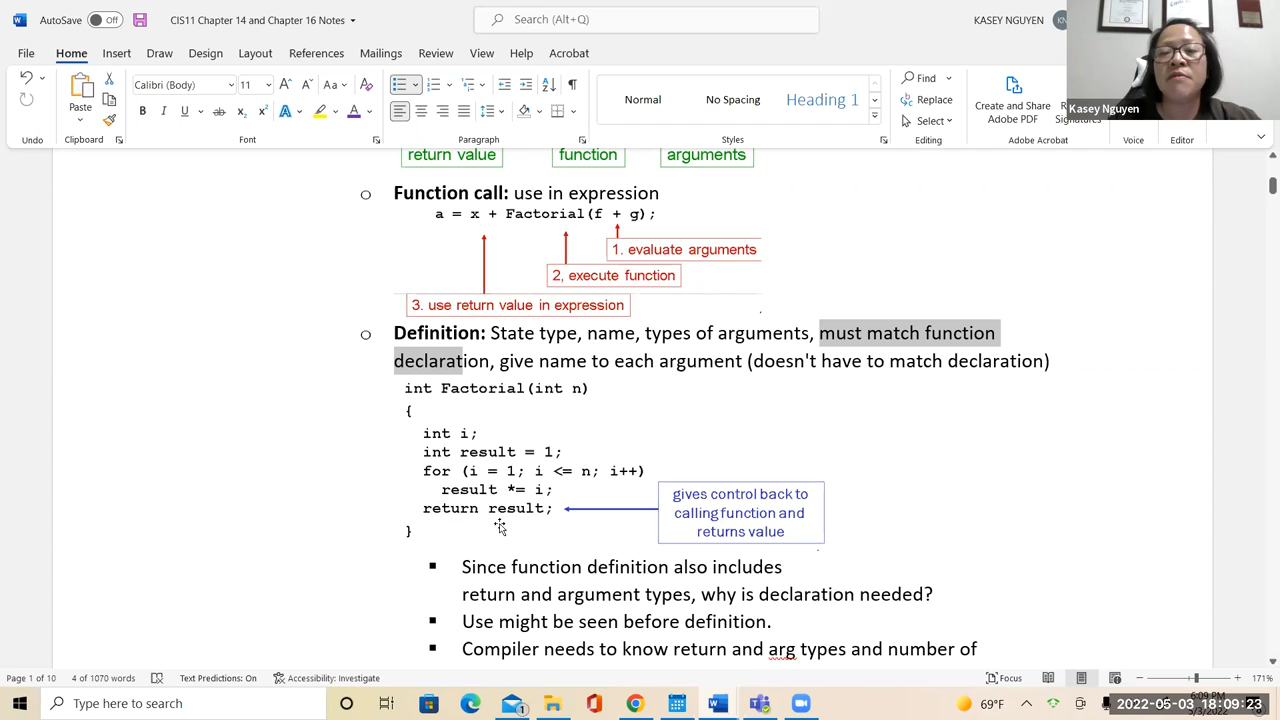 AutoSave Off
CIS11 Chapter 14 and Chapter 16 Notes
Search (Alt+Q)
KASEY NGUYEN KN
File Home Insert Draw Design Layout References Mailings Review View Help Acrobat
Calibri (Body) 11 Aa
Paste
B I U ab x₂ x² A A
Normal No Spacing Heading 1
Find
Replace
Select
Create and Share
Adobe PDF
Signatures
Kasey Nguyen
Undo Clipboard Font Paragraph Styles Editing Adobe Acrobat Voice Editor
return value function arguments
o Function call: use in expression
a = x + Factorial(f + g);
1. evaluate arguments
2, execute function
3. use return value in expression
o Definition: State type, name, types of arguments, must match function
declaration, give name to each argument (doesn't have to match declaration)
int Factorial(int n)
{
int i;
int result = 1;
for (i = 1; i <= n; i++)
result *= i;
return result;
}
gives control back to
calling function and
returns value
▪ Since function definition also includes
return and argument types, why is declaration needed?
▪ Use might be seen before definition.
▪ Compiler needs to know return and arg types and number of
Page 1 of 10 4 of 1070 words Text Predictions: On Accessibility: Investigate Focus 171%
Type here to search
69°F
2022-05-03 18:09:23